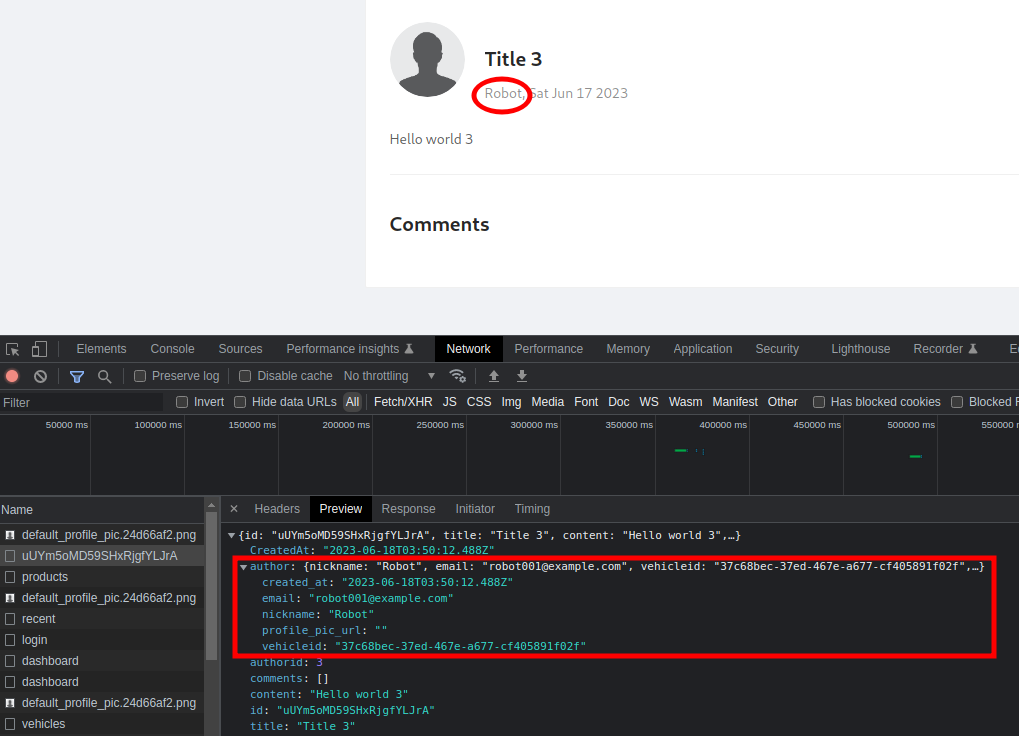 Title 3
Robot, Sat Jun 17 2023
Hello world 3
Comments
Elements Console Sources Performance insights Network Performance Memory Application Security Lighthouse Recorder
Preserve log Disable cache No throttling
Filter Invert Hide data URLs All Fetch/XHR JS CSS Img Media Font Doc WS Wasm Manifest Other Has blocked cookies Blocked
50000 ms 100000 ms 150000 ms 200000 ms 250000 ms 300000 ms 350000 ms 400000 ms 450000 ms 500000 ms 550000
Name
default_profile_pic.24d66af2.png
uUYm5oMD59SHxRjgfYLJrA
products
default_profile_pic.24d66af2.png
recent
login
dashboard
dashboard
default_profile_pic.24d66af2.png
vehicles
× Headers Preview Response Initiator Timing
{id: "uUYm5oMD59SHxRjgfYLJrA", title: "Title 3", content: "Hello world 3",…}
CreatedAt: "2023-06-18T03:50:12.488Z"
author: {nickname: "Robot", email: "robot001@example.com", vehicleid: "37c68bec-37ed-467e-a677-cf405891f02f",…}
created_at: "2023-06-18T03:50:12.488Z"
email: "robot001@example.com"
nickname: "Robot"
profile_pic_url: ""
vehicleid: "37c68bec-37ed-467e-a677-cf405891f02f"
authorid: 3
comments: []
content: "Hello world 3"
id: "uUYm5oMD59SHxRjgfYLJrA"
title: "Title 3"